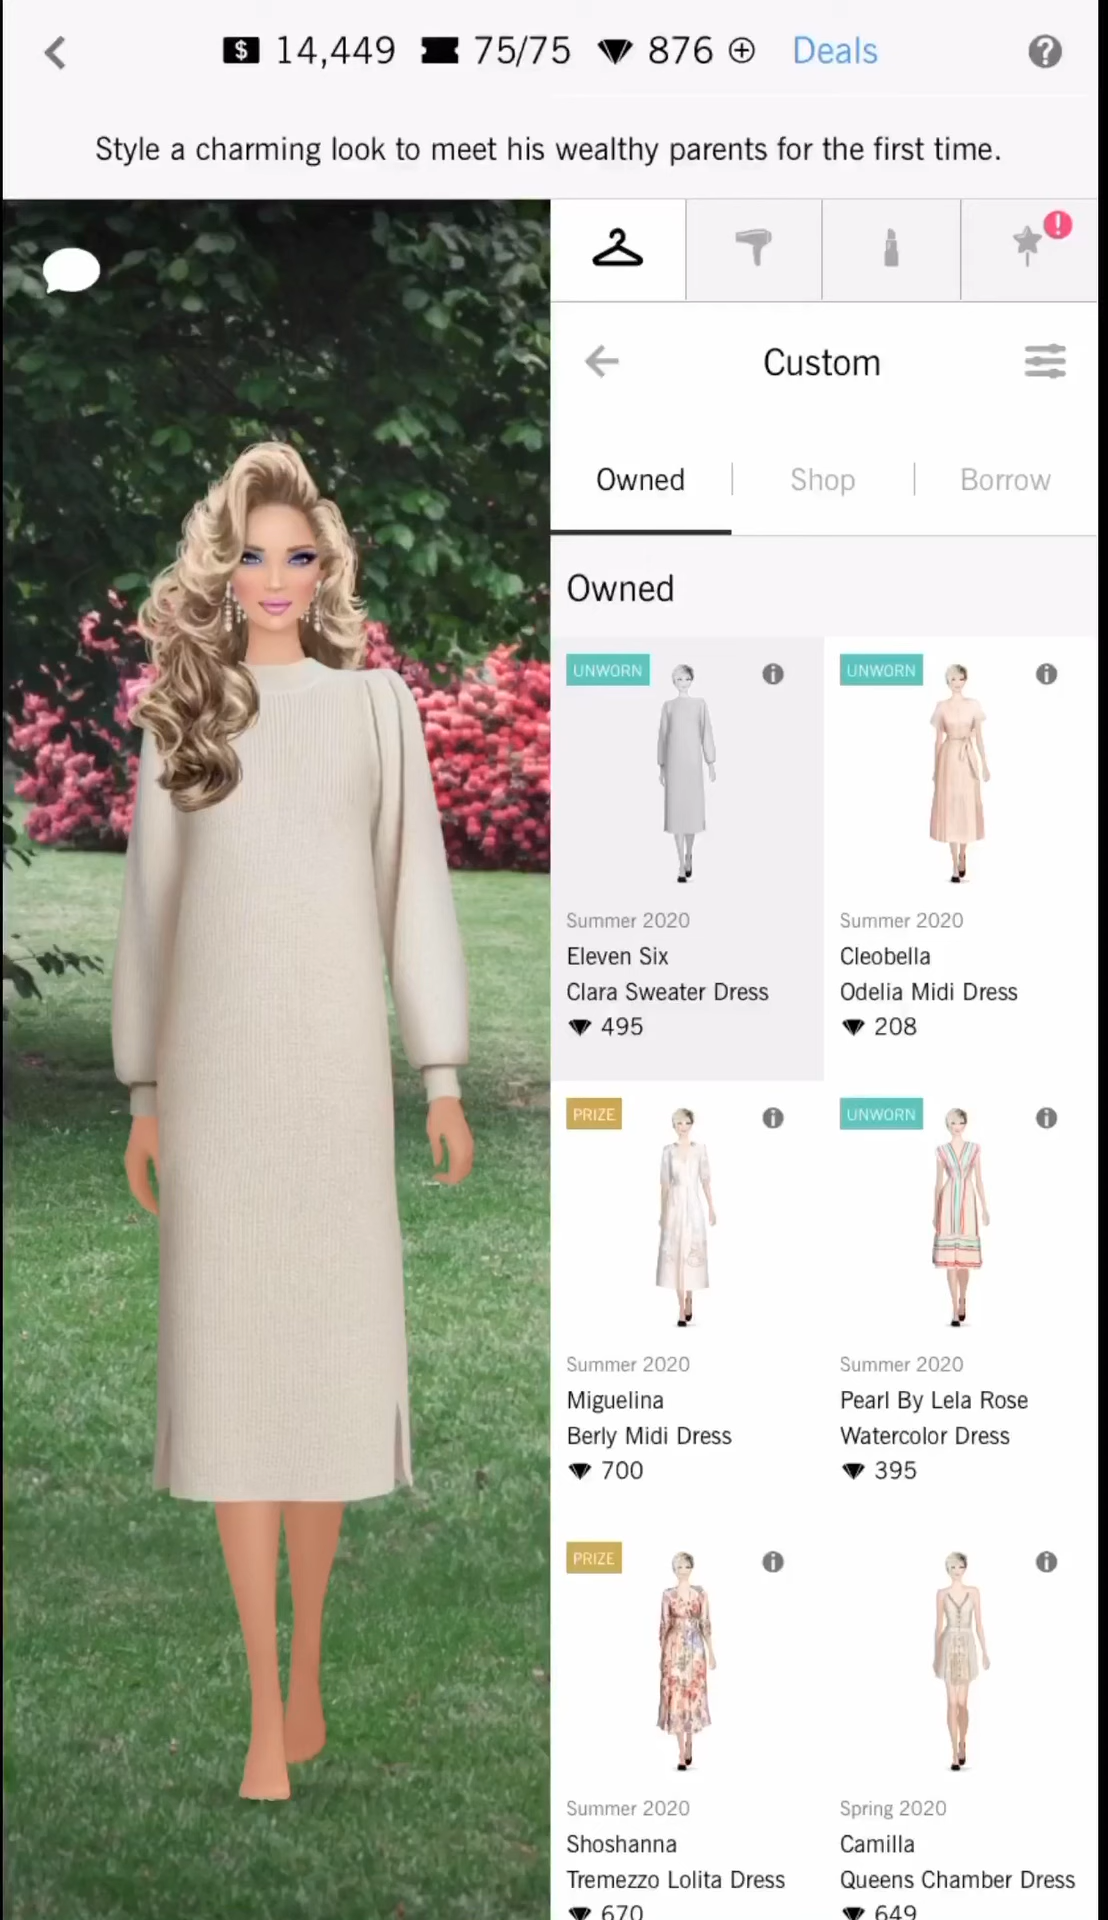 $ 14,449 75/75 876 Deals ?
Style a charming look to meet his wealthy parents for the first time.
!
Custom
Owned Shop Borrow
Owned
UNWORN
Summer 2020
Eleven Six
Clara Sweater Dress
495
UNWORN
Summer 2020
Cleobella
Odelia Midi Dress
208
PRIZE
Summer 2020
Miguelina
Berly Midi Dress
700
UNWORN
Summer 2020
Pearl By Lela Rose
Watercolor Dress
395
PRIZE
Summer 2020
Shoshanna
Tremezzo Lolita Dress
670
Spring 2020
Camilla
Queens Chamber Dress
649